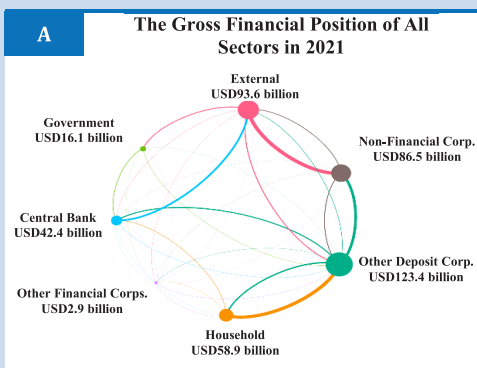 A
The Gross Financial Position of All
Sectors in 2021
External
USD93.6 billion
Government
USD16.1 billion
Non-Financial Corp.
USD86.5 billion
Central Bank
USD42.4 billion
Other Deposit Corp.
USD123.4 billion
Other Financial Corps.
USD2.9 billion
Household
USD58.9 billion